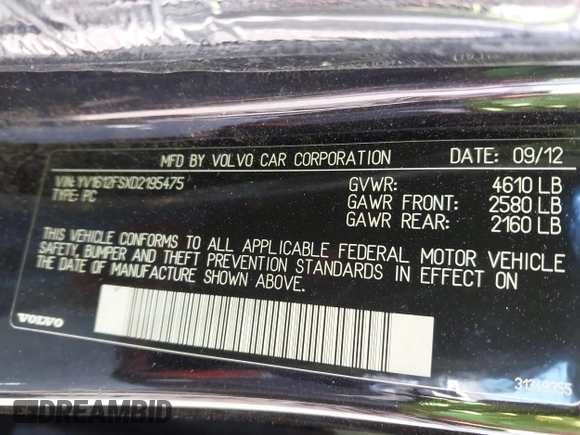 MFD BY VOLVO CAR CORPORATION DATE: 09/12
VIN: YV1612FSXD2195475 GVWR: 4610 LB
TYPE: PC GAWR FRONT: 2580 LB
GAWR REAR: 2160 LB
THIS VEHICLE CONFORMS TO ALL APPLICABLE FEDERAL MOTOR VEHICLE
SAFETY, BUMPER AND THEFT PREVENTION STANDARDS IN EFFECT ON
THE DATE OF MANUFACTURE SHOWN ABOVE.
VOLVO
31349355
DREAMBID